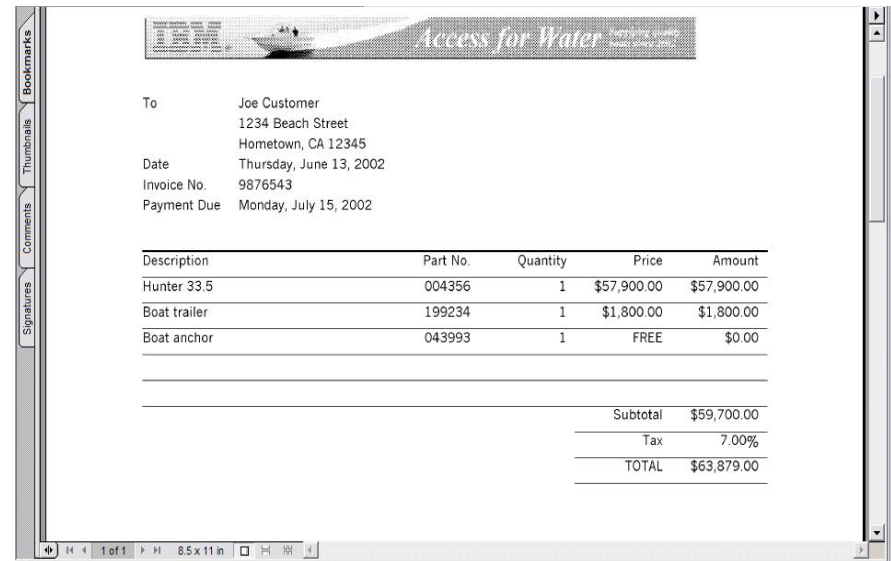 IBM. Access for Water
To Joe Customer
1234 Beach Street
Hometown, CA 12345
Date Thursday, June 13, 2002
Invoice No. 9876543
Payment Due Monday, July 15, 2002
Description Part No. Quantity Price Amount
Hunter 33.5 004356 1 $57,900.00 $57,900.00
Boat trailer 199234 1 $1,800.00 $1,800.00
Boat anchor 043993 1 FREE $0.00
Subtotal $59,700.00
Tax 7.00%
TOTAL $63,879.00
Bookmarks
Thumbnails
Comments
Signatures
1 of 1 8.5 x 11 in